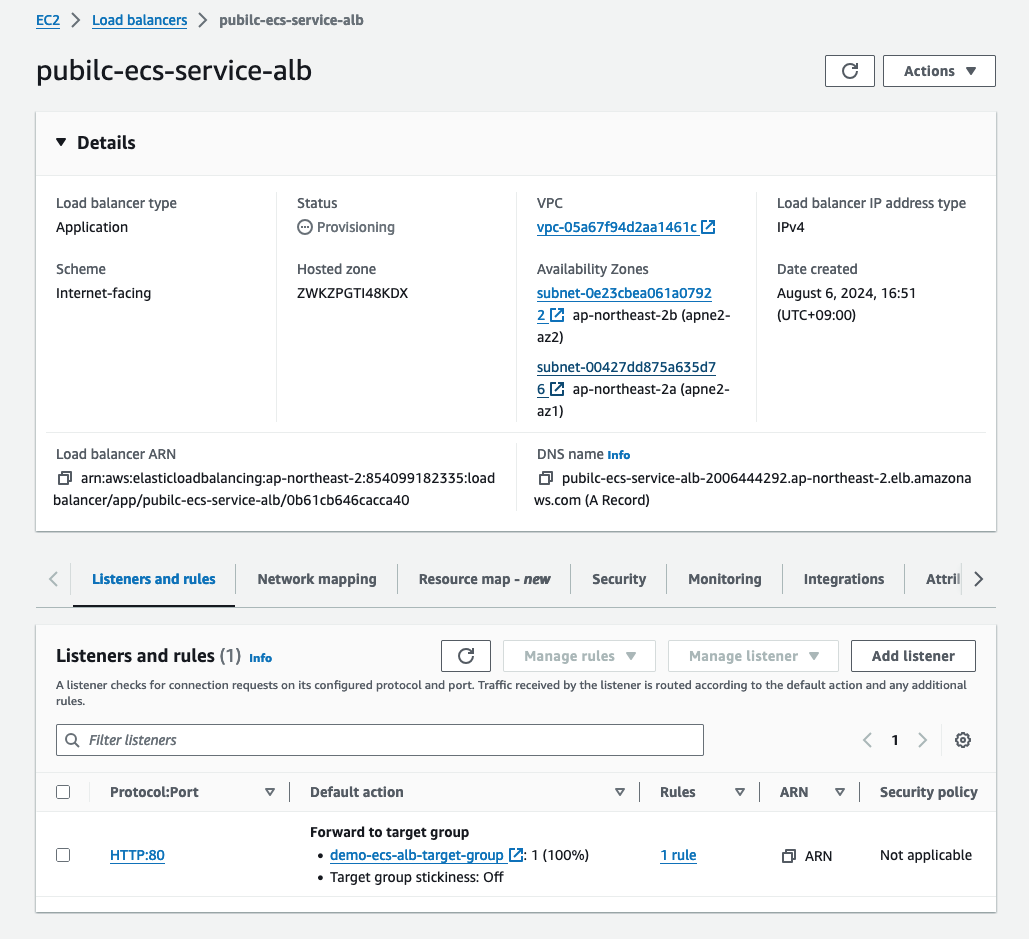 EC2 > Load balancers > pubilc-ecs-service-alb
pubilc-ecs-service-alb
Actions
Details
Load balancer type
Application
Status
Provisioning
VPC
vpc-05a67f94d2aa1461c
Load balancer IP address type
IPv4
Scheme
Internet-facing
Hosted zone
ZWKZPGTI48KDX
Availability Zones
subnet-0e23cbea061a0792
2 ap-northeast-2b (apne2-
az2)
subnet-00427dd875a635d7
6 ap-northeast-2a (apne2-
az1)
Date created
August 6, 2024, 16:51
(UTC+09:00)
Load balancer ARN
arn:aws:elasticloadbalancing:ap-northeast-2:854099182335:load
balancer/app/pubilc-ecs-service-alb/0b61cb646cacca40
DNS name Info
pubilc-ecs-service-alb-2006444292.ap-northeast-2.elb.amazona
ws.com (A Record)
Listeners and rules Network mapping Resource map - new Security Monitoring Integrations Attri
Listeners and rules (1) Info
Manage rules Manage listener Add listener
A listener checks for connection requests on its configured protocol and port. Traffic received by the listener is routed according to the default action and any additional
rules.
Filter listeners
1
Protocol:Port Default action Rules ARN Security policy
Forward to target group
HTTP:80 • demo-ecs-alb-target-group: 1 (100%) 1 rule ARN Not applicable
• Target group stickiness: Off